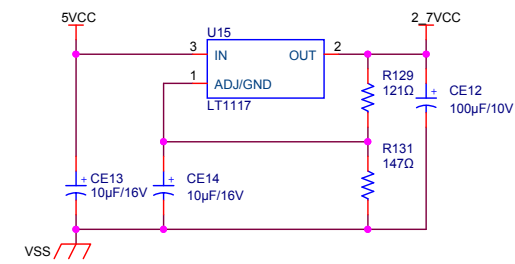 5VCC
2_7VCC
U15
3
IN
OUT
2
1
ADJ/GND
LT1117
R129
121Ω
CE12
100µF/10V
+
R131
147Ω
+
CE13
10µF/16V
+
CE14
10µF/16V
VSS